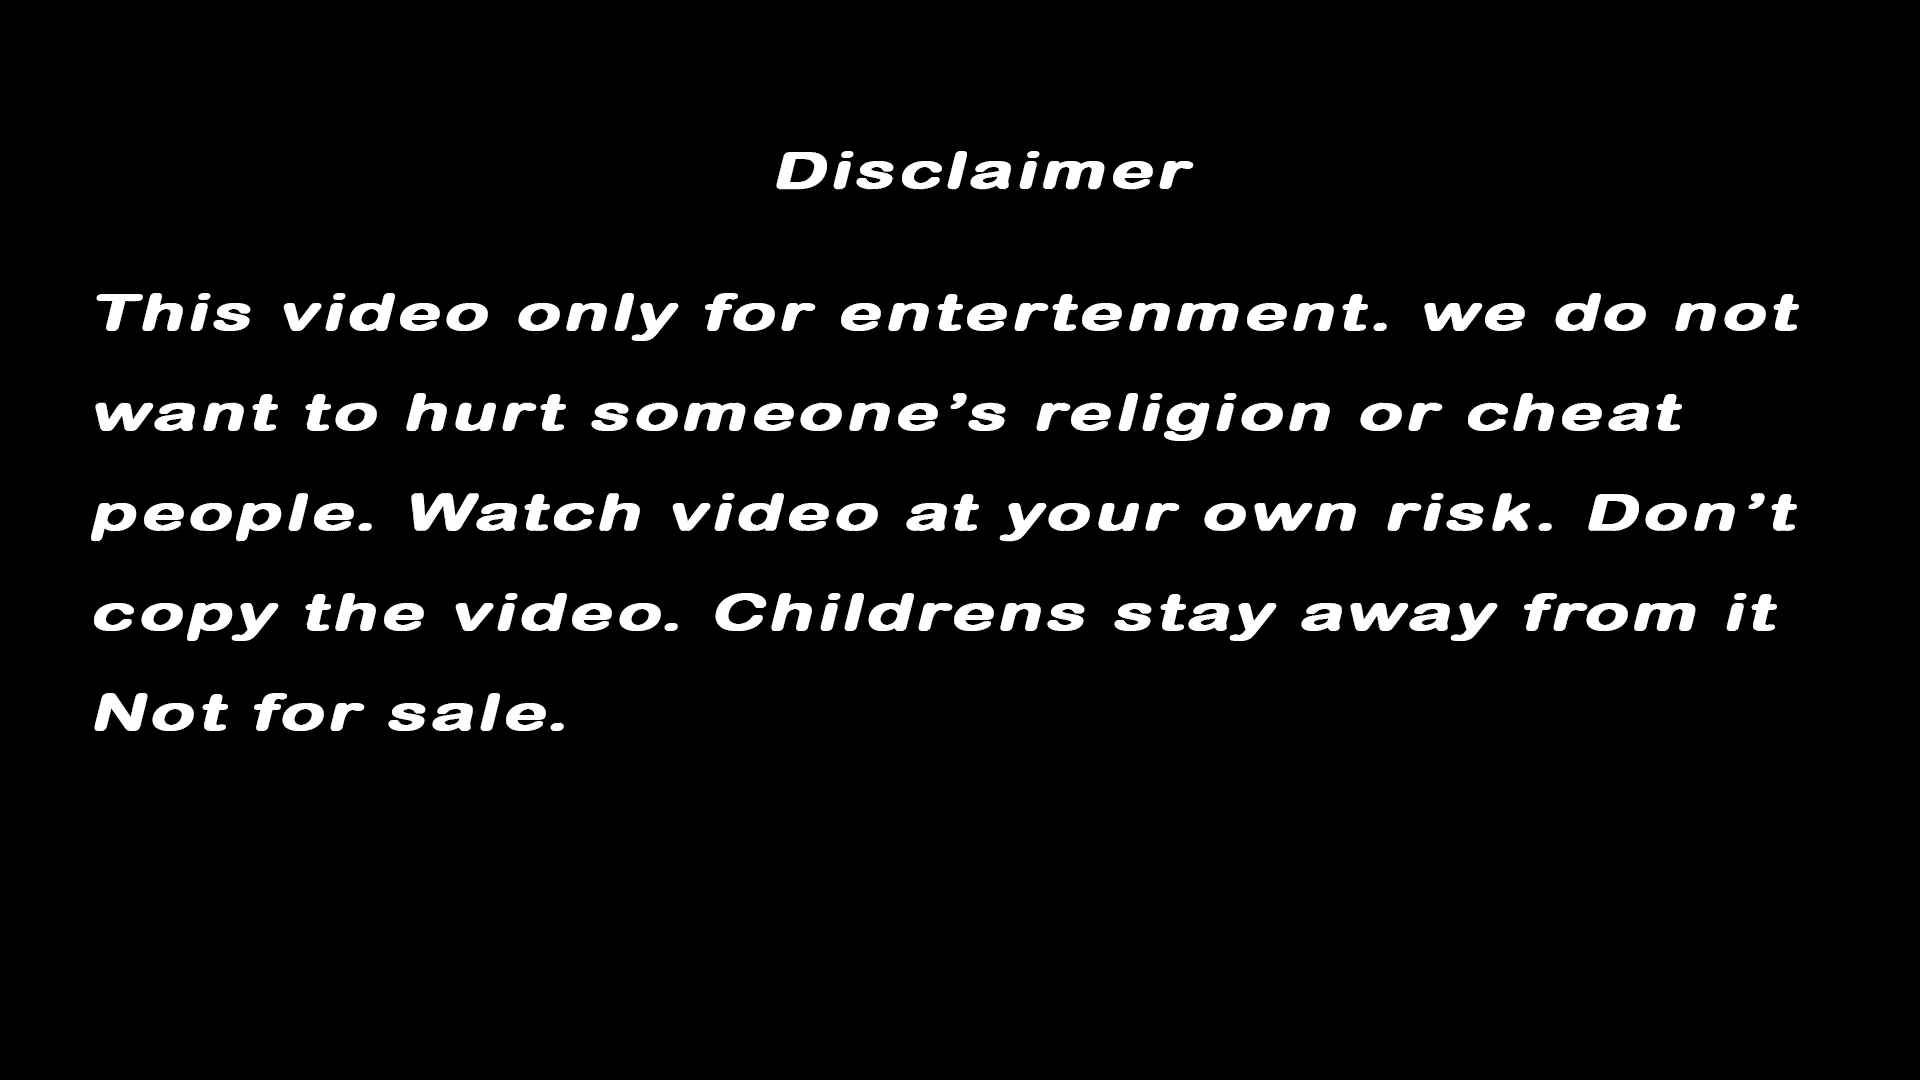 Disclaimer
This video only for entertenment. we do not
want to hurt someone’s religion or cheat
people. Watch video at your own risk. Don’t
copy the video. Childrens stay away from it
Not for sale.